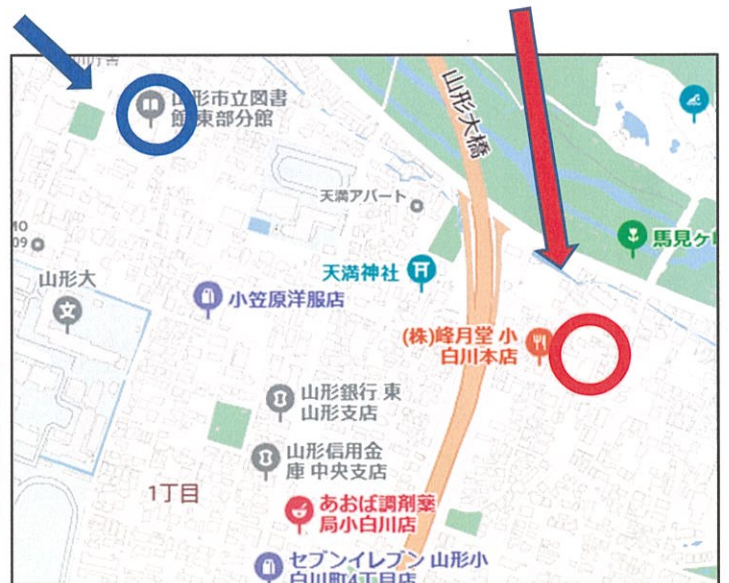 山形市立図書
館東部分館
山形大橋
天満アパート
09
山形大
天満神社
馬見ヶ
小笠原洋服店
(株)峰月堂 小
白川本店
山形銀行 東
山形支店
山形信用金
庫 中央支店
1丁目
あおば調剤薬
局小白川店
セブンイレブン 山形小
白川町4丁目店